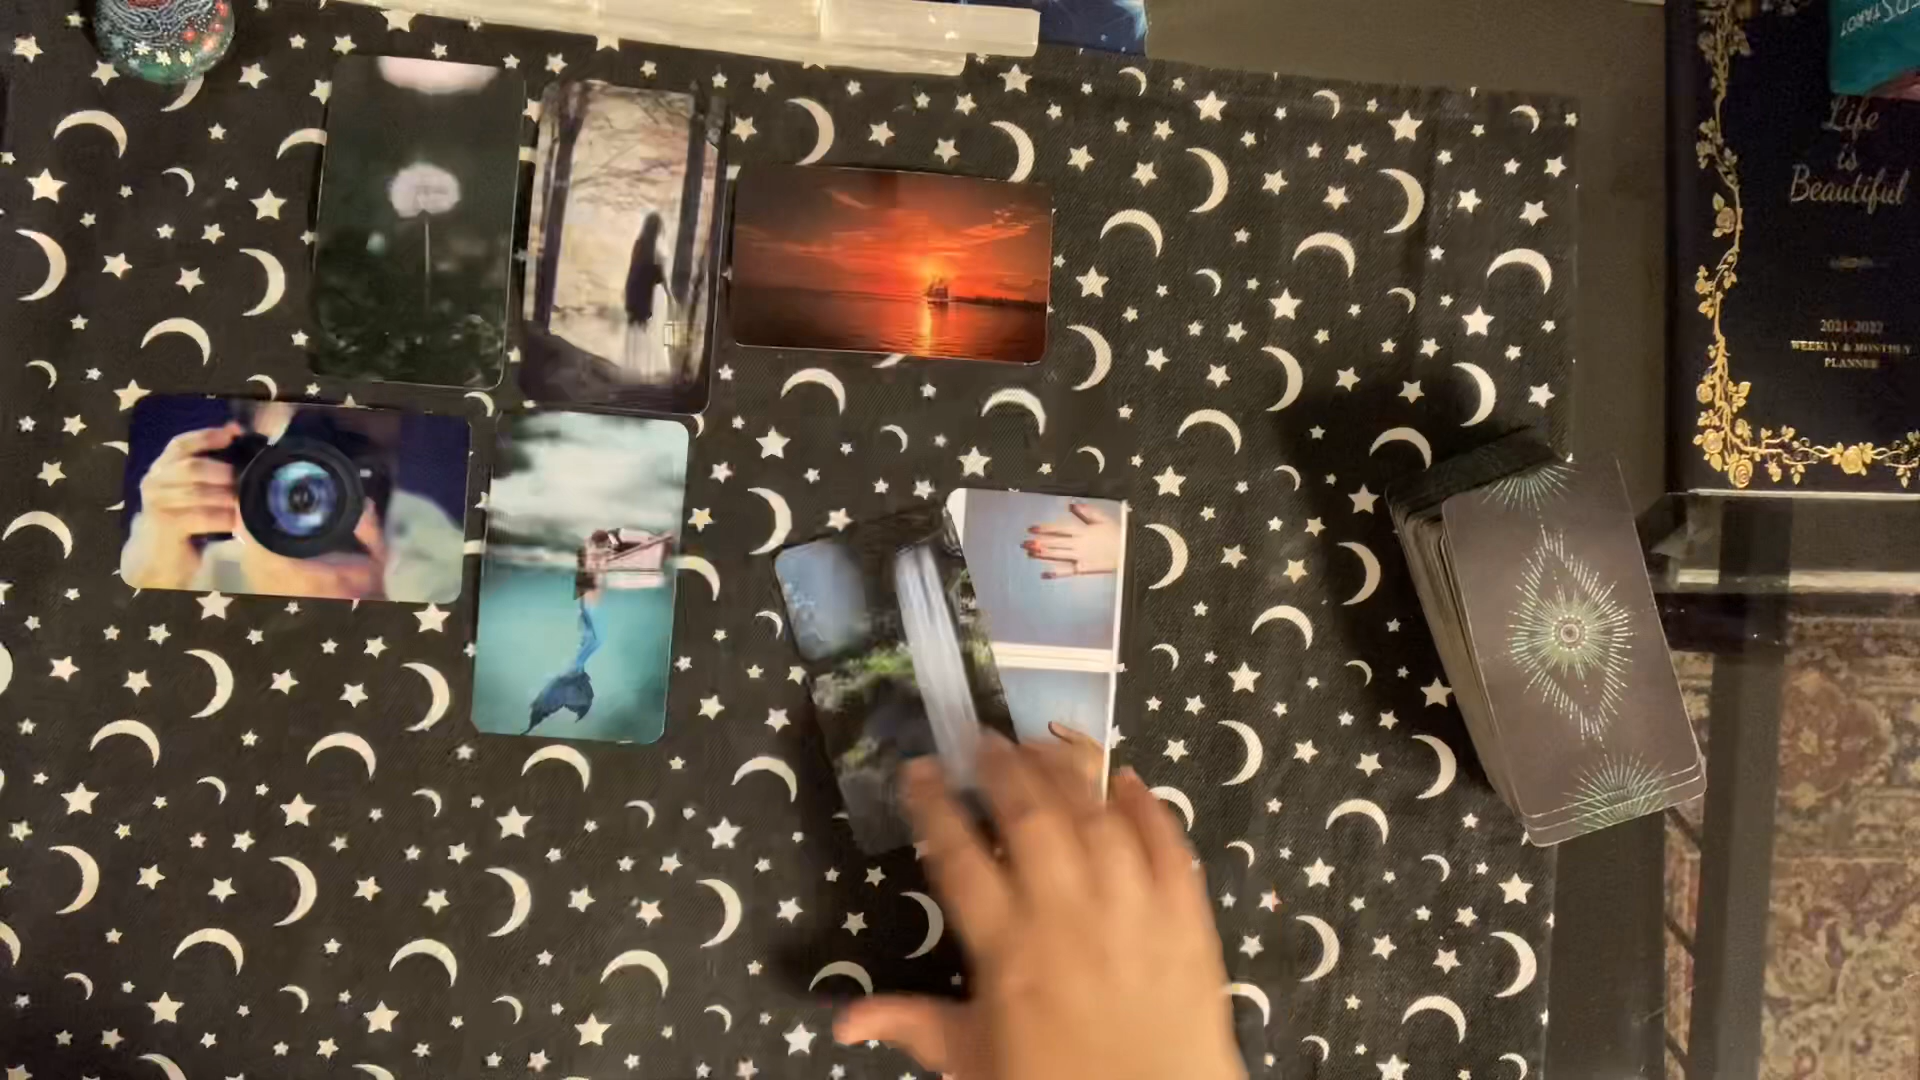 Life
is
Beautiful
2021-2022
WEEKLY & MONTHLY
PLANNER